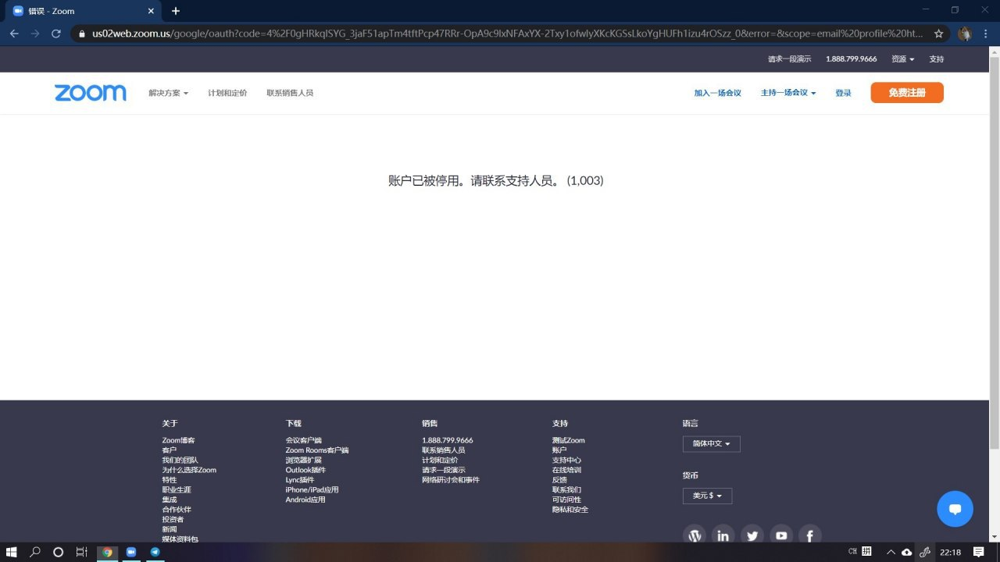 错误 - Zoom
us02web.zoom.us/google/oauth?code=4%2F0gHRkqlSYG_3jaF51apTm4tftPcp47RRr-OpA9c9lxNFAxYX-2Txy1ofwlyXKcKGSsLkoYgHUFh1izu4rOSzz_0&error=&scope=email%20profile%20ht...
请求一段演示 1.888.799.9666 资源 支持
zoom 解决方案 计划和定价 联系销售人员 加入一场会议 主持一场会议 登录 免费注册
账户已被停用。请联系支持人员。 (1,003)
关于
Zoom博客
客户
我们的团队
为什么选择Zoom
特性
职业生涯
集成
合作伙伴
投资者
新闻
媒体资料包
下载
会议客户端
Zoom Rooms客户端
浏览器扩展
Outlook插件
Lync插件
iPhone/iPad应用
Android应用
销售
1.888.799.9666
联系销售人员
计划和定价
请求一段演示
网络研讨会和事件
支持
测试Zoom
账户
支持中心
在线培训
反馈
联系我们
可访问性
隐私和安全
语言
简体中文
货币
美元 $
CH 拼 22:18